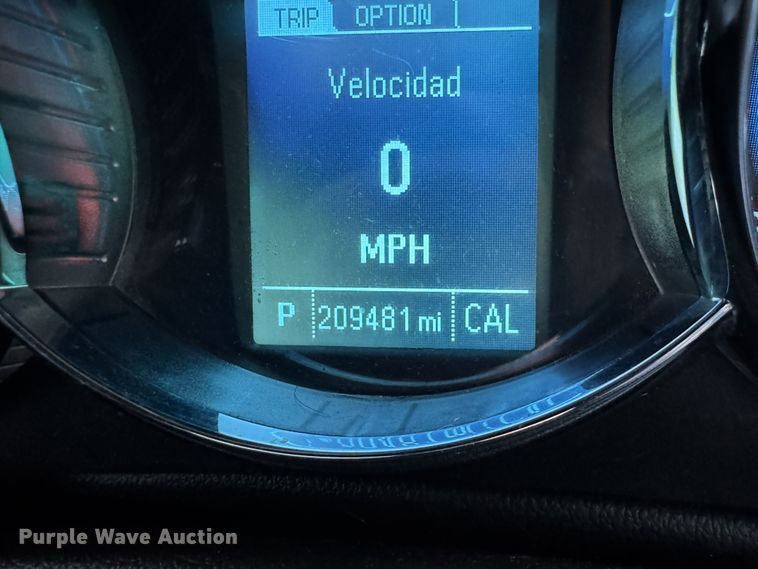 TRIP OPTION
Velocidad
0
MPH
P 209481 mi CAL
Purple Wave Auction